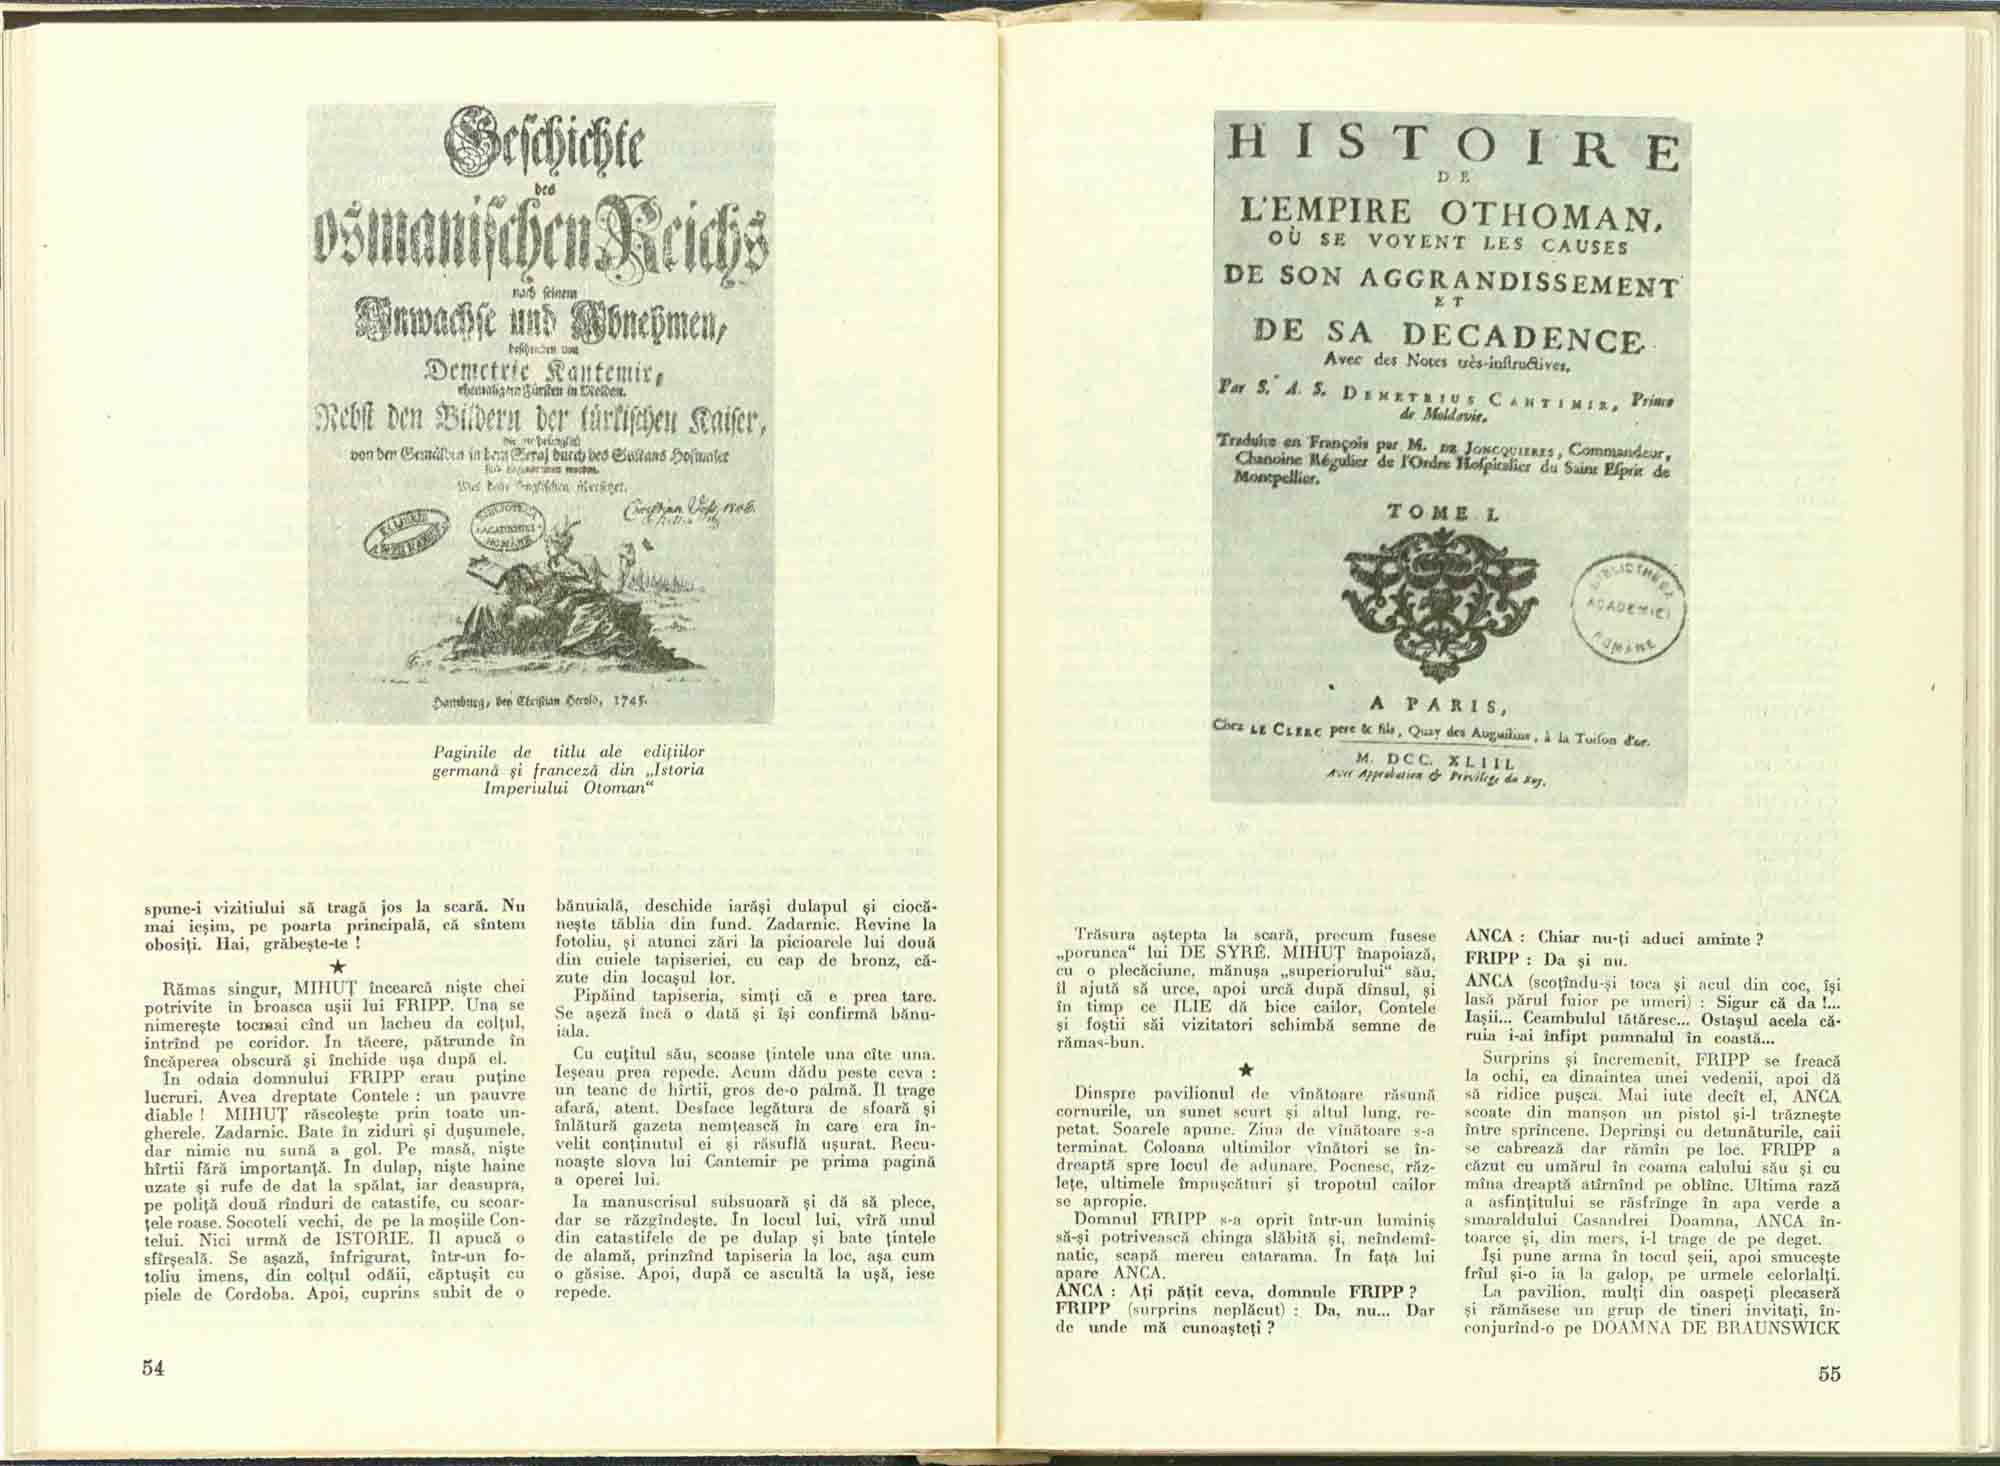 Geschichte
des
osmanischen Reichs
nach seinem
Anwachse und Abnehmen,
beschrieben von
Demetrie Kantemir,
ehemaligem Fürsten in Moldau.
Nebst den Bildern der türkischen Kaiser,
von den Gemälden in dem Seraj durch des Sultans Hofmaler
Aus dem Englischen übersetzet.
BIBLIOTECA
ACADEMIEI
ROMÂNE
Hamburg, bey Christian Herold, 1745.
Paginile de titlu ale edițiilor
germană și franceză din „Istoria
Imperiului Otoman“
spune-i vizitiului să tragă jos la scară. Nu
mai ieșim, pe poarta principală, că sîntem
obosiți. Hai, grăbește-te !
★
Rămas singur, MIHUȚ încearcă niște chei
potrivite in broasca ușii lui FRIPP. Una se
nimerește tocmai cînd un lacheu da colțul,
intrînd pe coridor. In tăcere, pătrunde în
încăperea obscură și închide ușa după el.
In odaia domnului FRIPP erau puține
lucruri. Avea dreptate Contele : un pauvre
diable ! MIHUȚ răscolește prin toate un-
gherele. Zadarnic. Bate în ziduri și dușumele,
dar nimic nu sună a gol. Pe masă, niște
hîrtii fără importanță. În dulap, niște haine
uzate și rufe de dat la spălat, iar deasupra,
pe poliță două rînduri de catastife, cu scoar-
țele roase. Socoteli vechi, de pe la moșiile Con-
telui. Nici urmă de ISTORIE. Îl apucă o
sfîrșeală. Se așază, înfrigurat, într-un fo-
toliu imens, din colțul odăii, căptușit cu
piele de Cordoba. Apoi, cuprins subit de o
bănuială, deschide iarăși dulapul și ciocă-
nește tăblia din fund. Zadarnic. Revine la
fotoliu, și atunci zări la picioarele lui două
din cuiele tapiseriei, cu cap de bronz, că-
zute din locașul lor.
Pipăind tapiseria, simți că e prea tare.
Se așeză încă o dată și își confirmă bănu-
iala.
Cu cuțitul său, scoase țintele una cîte una.
Ieșeau prea repede. Acum dădu peste ceva :
un teanc de hîrtii, gros de-o palmă. Îl trage
afară, atent. Desface legătura de sfoară și
înlătură gazeta nemțească în care era în-
velit conținutul ei și răsuflă ușurat. Recu-
noaște slova lui Cantemir pe prima pagină
a operei lui.
Ia manuscrisul subsuoară și dă să plece,
dar se răzgîndește. În locul lui, vîră unul
din catastifele de pe dulap și bate țintele
de alamă, prinzînd tapiseria la loc, așa cum
o găsise. Apoi, după ce ascultă la ușă, iese
repede.
54
HISTOIRE
DE
L'EMPIRE OTHOMAN,
OÙ SE VOYENT LES CAUSES
DE SON AGGRANDISSEMENT
ET
DE SA DECADENCE.
Avec des Notes très-instructives.
Par S. A. S. DEMETRIUS CANTIMIR, Prince
de Moldavie.
Traduite en François par M. DE JONCQUIERES, Commandeur,
Chanoine Régulier de l'Ordre Hospitalier du Saint Esprit de
Montpellier.
TOME I.
BIBLIOTHECA
ACADEMIEI
ROMANE
A PARIS,
Chez LE CLERC pere & fils, Quay des Augustins, à la Toison d'or.
M. DCC. XLIII.
Avec Approbation & Privilege du Roy.
Trăsura aștepta la scară, precum fusese
„porunca“ lui DE SYRÉ. MIHUȚ înapoiază,
cu o plecăciune, mănușa „superiorului“ său,
îl ajută să urce, apoi urcă după dînsul, și
în timp ce ILIE dă bice cailor, Contele
și foștii săi vizitatori schimbă semne de
rămas-bun.
★
Dinspre pavilionul de vînătoare răsună
cornurile, un sunet scurt și altul lung, re-
petat. Soarele apune. Ziua de vînătoare s-a
terminat. Coloana ultimilor vînători se în-
dreaptă spre locul de adunare. Pocnesc, răz-
lețe, ultimele împușcături și tropotul cailor
se apropie.
Domnul FRIPP s-a oprit într-un luminiș
să-și potrivească chinga slăbită și, neîndemî-
natic, scapă mereu catarama. În fața lui
apare ANCA.
ANCA : Ați pățit ceva, domnule FRIPP ?
FRIPP (surprins neplăcut) : Da, nu... Dar
de unde mă cunoașteți ?
ANCA : Chiar nu-ți aduci aminte ?
FRIPP : Da și nu.
ANCA (scoțîndu-și toca și acul din coc, își
lasă părul fuior pe umeri) : Sigur că da !...
Iașii... Ceambulul tătăresc... Ostașul acela că-
ruia i-ai înfipt pumnalul în coastă...
Surprins și încremenit, FRIPP se freacă
la ochi, ca dinaintea unei vedenii, apoi dă
să ridice pușca. Mai iute decît el, ANCA
scoate din manșon un pistol și-l trăznește
între sprîncene. Deprinși cu detunăturile, caii
se cabrează dar rămîn pe loc. FRIPP a
căzut cu umărul în coama calului său și cu
mîna dreaptă atîrnînd pe oblînc. Ultima rază
a asfințitului se răsfrînge în apa verde a
smaraldului Casandrei Doamna, ANCA în-
toarce și, din mers, i-l trage de pe deget.
Iși pune arma în tocul șeii, apoi smucește
frîul și-o ia la galop, pe urmele celorlalți.
La pavilion, mulți din oaspeți plecaseră
și rămăsese un grup de tineri invitați, în-
conjurînd-o pe DOAMNA DE BRAUNSWICK
55